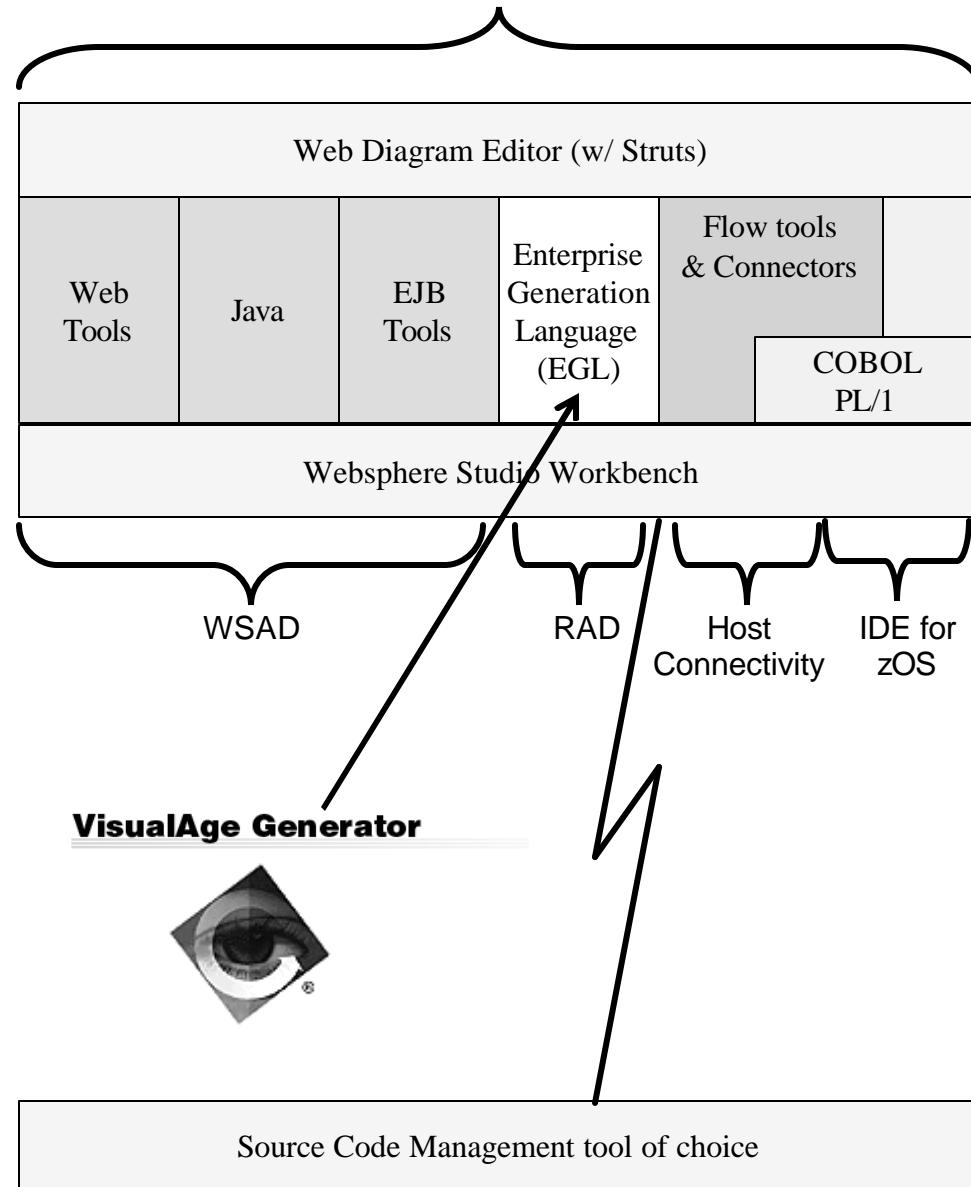 Web Diagram Editor (w/ Struts)
Web
Tools
Java
EJB
Tools
Enterprise
Generation
Language
(EGL)
Flow tools
& Connectors
COBOL
PL/1
Websphere Studio Workbench
WSAD
RAD
Host
Connectivity
IDE for
zOS
VisualAge Generator
®
Source Code Management tool of choice